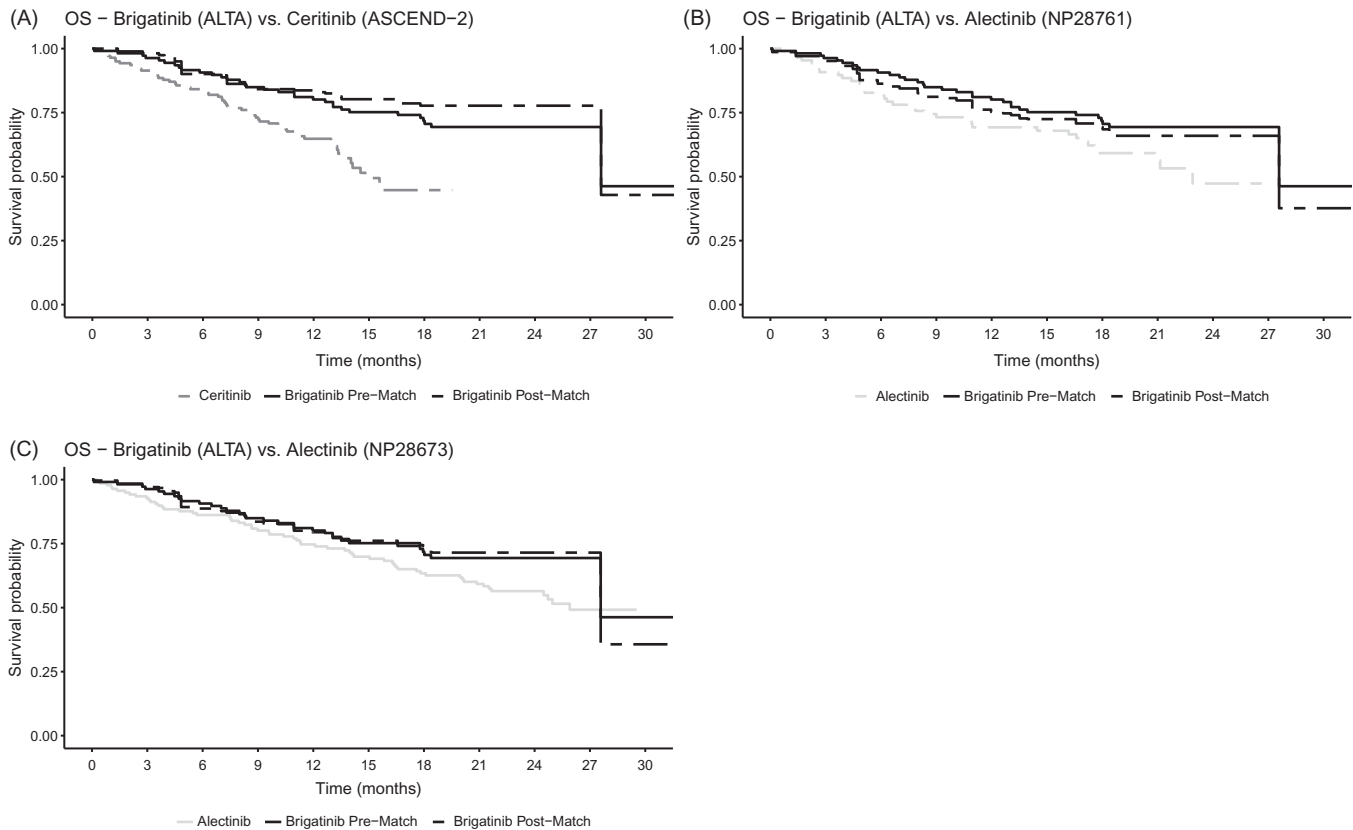 (A) OS − Brigatinib (ALTA) vs. Ceritinib (ASCEND−2)
Survival probability
1.00
0.75
0.50
0.25
0.00
0 3 6 9 12 15 18 21 24 27 30
Time (months)
Ceritinib Brigatinib Pre−Match Brigatinib Post−Match
(B) OS − Brigatinib (ALTA) vs. Alectinib (NP28761)
Survival probability
1.00
0.75
0.50
0.25
0.00
0 3 6 9 12 15 18 21 24 27 30
Time (months)
Alectinib Brigatinib Pre−Match Brigatinib Post−Match
(C) OS − Brigatinib (ALTA) vs. Alectinib (NP28673)
Survival probability
1.00
0.75
0.50
0.25
0.00
0 3 6 9 12 15 18 21 24 27 30
Time (months)
Alectinib Brigatinib Pre−Match Brigatinib Post−Match